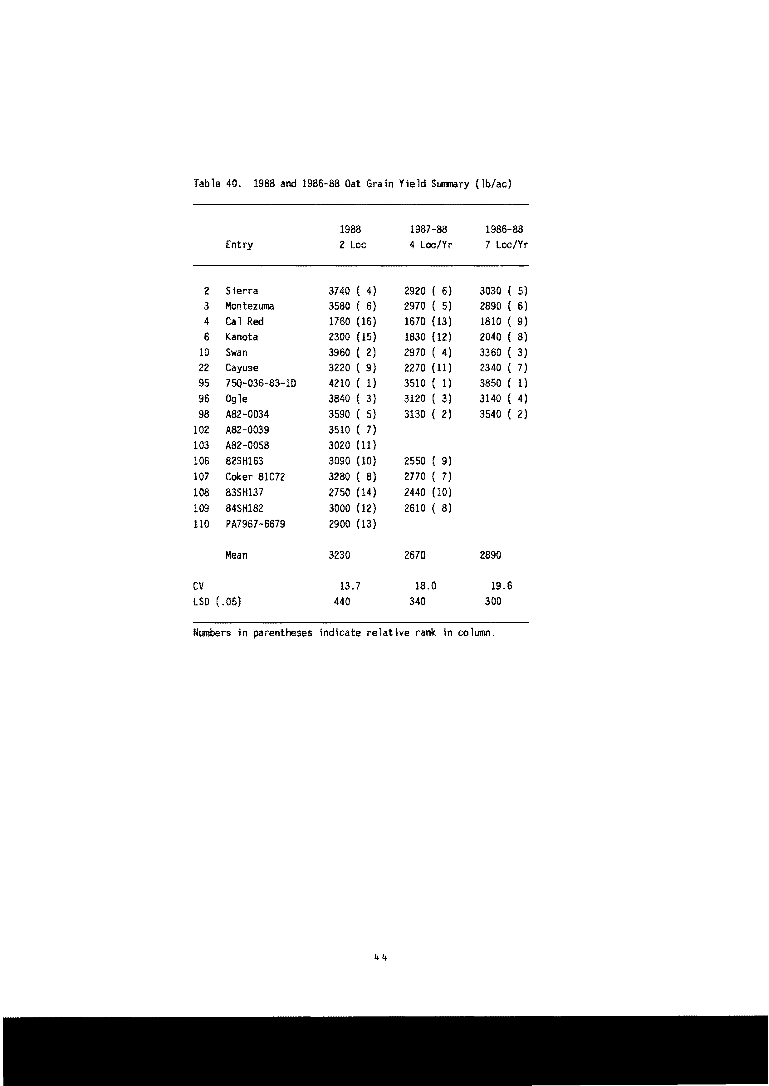 Table 40. 1988 and 1986-88 Oat Grain Yield Summary (lb/ac)
1988 1987-88 1986-88
Entry 2 Loc 4 Loc/Yr 7 Loc/Yr
2 Sierra 3740 ( 4) 2920 ( 6) 3030 ( 5)
3 Montezuma 3580 ( 6) 2970 ( 5) 2890 ( 6)
4 Cal Red 1760 (16) 1670 (13) 1810 ( 9)
6 Kanota 2300 (15) 1830 (12) 2040 ( 8)
10 Swan 3960 ( 2) 2970 ( 4) 3360 ( 3)
22 Cayuse 3220 ( 9) 2270 (11) 2340 ( 7)
95 75Q-036-83-1D 4210 ( 1) 3510 ( 1) 3850 ( 1)
96 Ogle 3840 ( 3) 3120 ( 3) 3140 ( 4)
98 A82-0034 3590 ( 5) 3130 ( 2) 3540 ( 2)
102 A82-0039 3510 ( 7)
103 A82-0058 3020 (11)
106 82SH163 3090 (10) 2550 ( 9)
107 Coker 81C72 3280 ( 8) 2770 ( 7)
108 83SH137 2750 (14) 2440 (10)
109 84SH182 3000 (12) 2610 ( 8)
110 PA7967-6679 2900 (13)
Mean 3230 2670 2890
CV 13.7 18.0 19.6
LSD (.05) 440 340 300
Numbers in parentheses indicate relative rank in column.
44